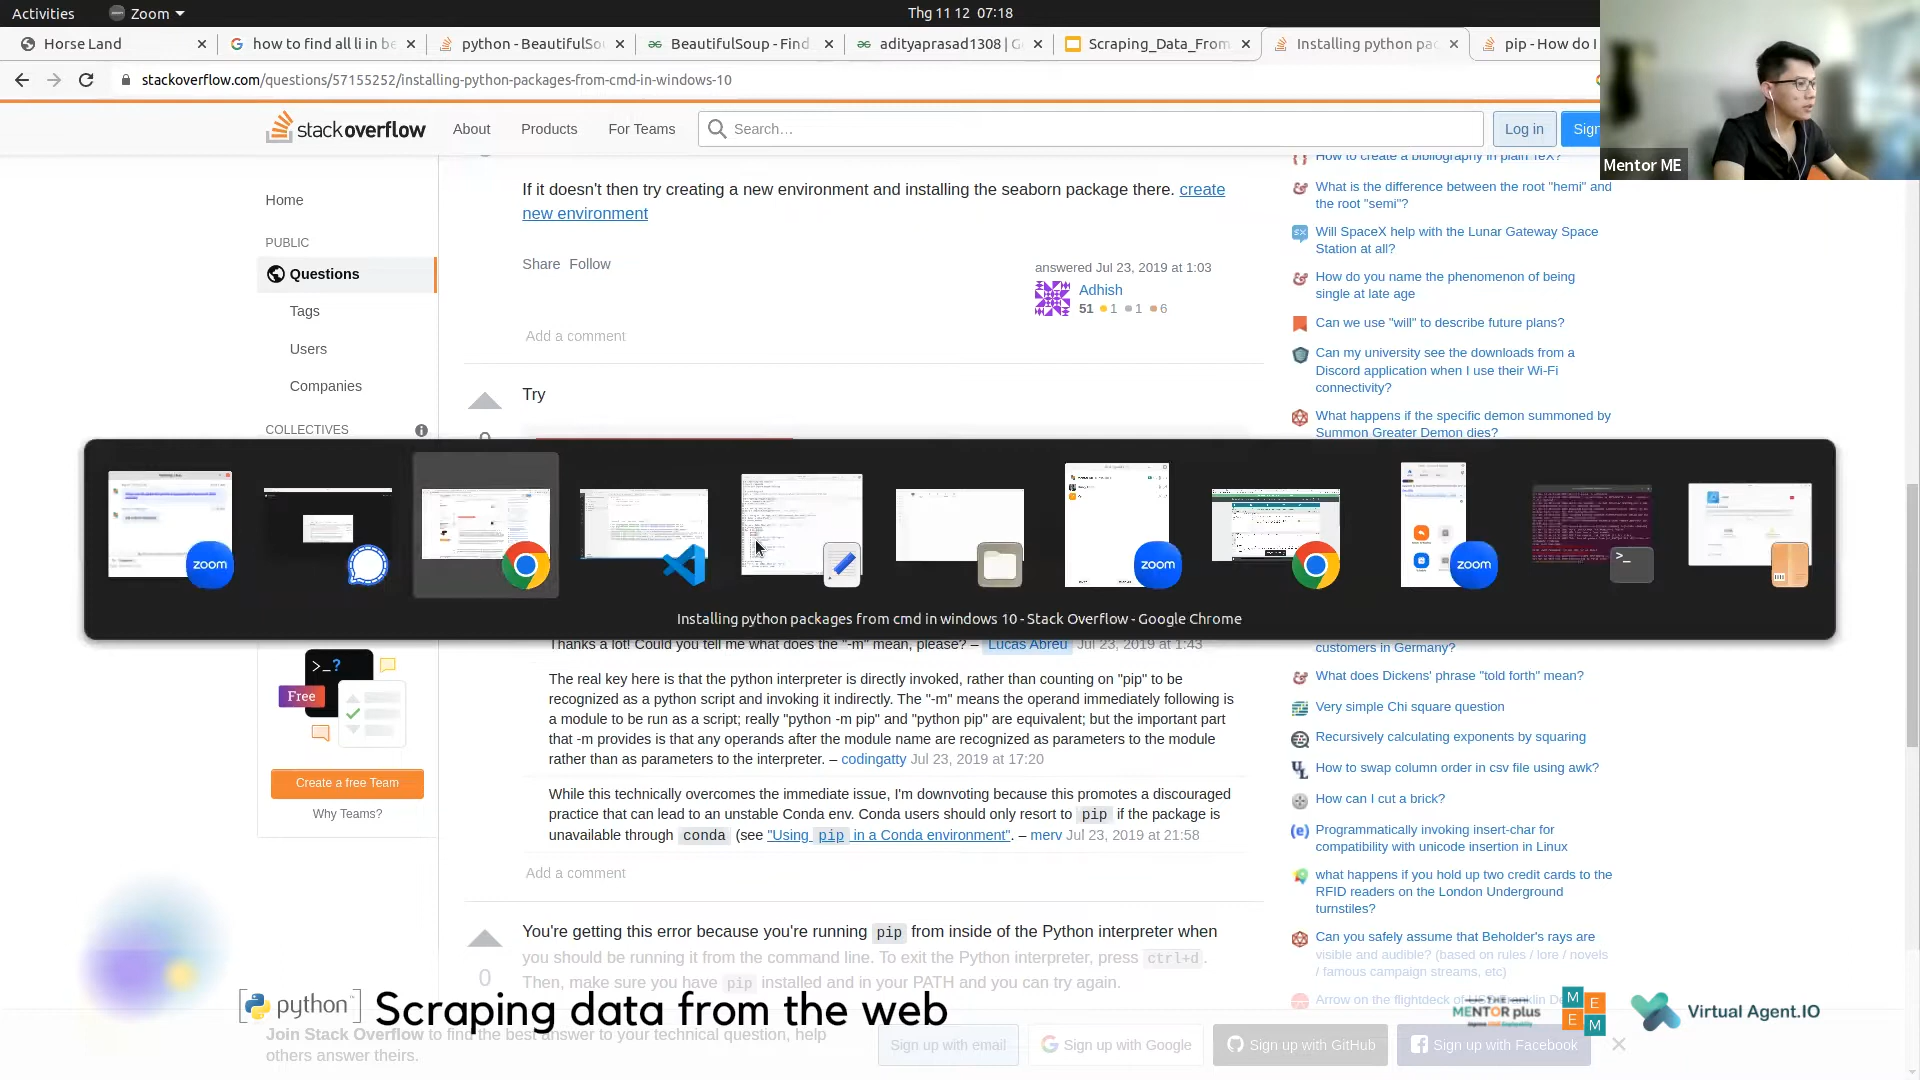 Activities
Zoom
Thg 11 12 07:18
Horse Land
how to find all li in be
python - BeautifulSou
BeautifulSoup - Find
adityaprasad1308 | G
Scraping_Data_From
Installing python pac
pip - How do I
stackoverflow.com/questions/57155252/installing-python-packages-from-cmd-in-windows-10
stackoverflow
About
Products
For Teams
Search…
Log in
Sign
Mentor ME
Home
PUBLIC
Questions
Tags
Users
Companies
COLLECTIVES
If it doesn't then try creating a new environment and installing the seaborn package there. create
new environment
Share Follow
answered Jul 23, 2019 at 1:03
Adhish
51 1 1 6
Add a comment
Try
How to create a bibliography in plain TeX?
What is the difference between the root "hemi" and
the root "semi"?
Will SpaceX help with the Lunar Gateway Space
Station at all?
How do you name the phenomenon of being
single at late age
Can we use "will" to describe future plans?
Can my university see the downloads from a
Discord application when I use their Wi-Fi
connectivity?
What happens if the specific demon summoned by
Summon Greater Demon dies?
zoom
zoom
zoom
Installing python packages from cmd in windows 10 - Stack Overflow - Google Chrome
Thanks a lot! Could you tell me what does the "-m" mean, please? – Lucas Abreu Jul 23, 2019 at 1:43
The real key here is that the python interpreter is directly invoked, rather than counting on "pip" to be
recognized as a python script and invoking it indirectly. The "-m" means the operand immediately following is
a module to be run as a script; really "python -m pip" and "python pip" are equivalent; but the important part
that -m provides is that any operands after the module name are recognized as parameters to the module
rather than as parameters to the interpreter. – codingatty Jul 23, 2019 at 17:20
While this technically overcomes the immediate issue, I'm downvoting because this promotes a discouraged
practice that can lead to an unstable Conda env. Conda users should only resort to pip if the package is
unavailable through conda (see "Using pip in a Conda environment". – merv Jul 23, 2019 at 21:58
Add a comment
0
You're getting this error because you're running pip from inside of the Python interpreter when
you should be running it from the command line. To exit the Python interpreter, press ctrl+d.
Then, make sure you have pip installed and in your PATH and you can try again.
>_?
Free
Create a free Team
Why Teams?
customers in Germany?
What does Dickens' phrase "told forth" mean?
Very simple Chi square question
Recursively calculating exponents by squaring
How to swap column order in csv file using awk?
How can I cut a brick?
Programmatically invoking insert-char for
compatibility with unicode insertion in Linux
what happens if you hold up two credit cards to the
RFID readers on the London Underground
turnstiles?
Can you safely assume that Beholder's rays are
visible and audible? (based on rules / lore / novels
/ famous campaign streams, etc)
Arrow on the flightdeck of
python
Scraping data from the web
Join Stack Overflow to find the best answer to your technical question, help
others answer theirs.
Sign up with email
Sign up with Google
Sign up with GitHub
Sign up with Facebook
THE
MENTOR plus
M E
E M
Virtual Agent.IO